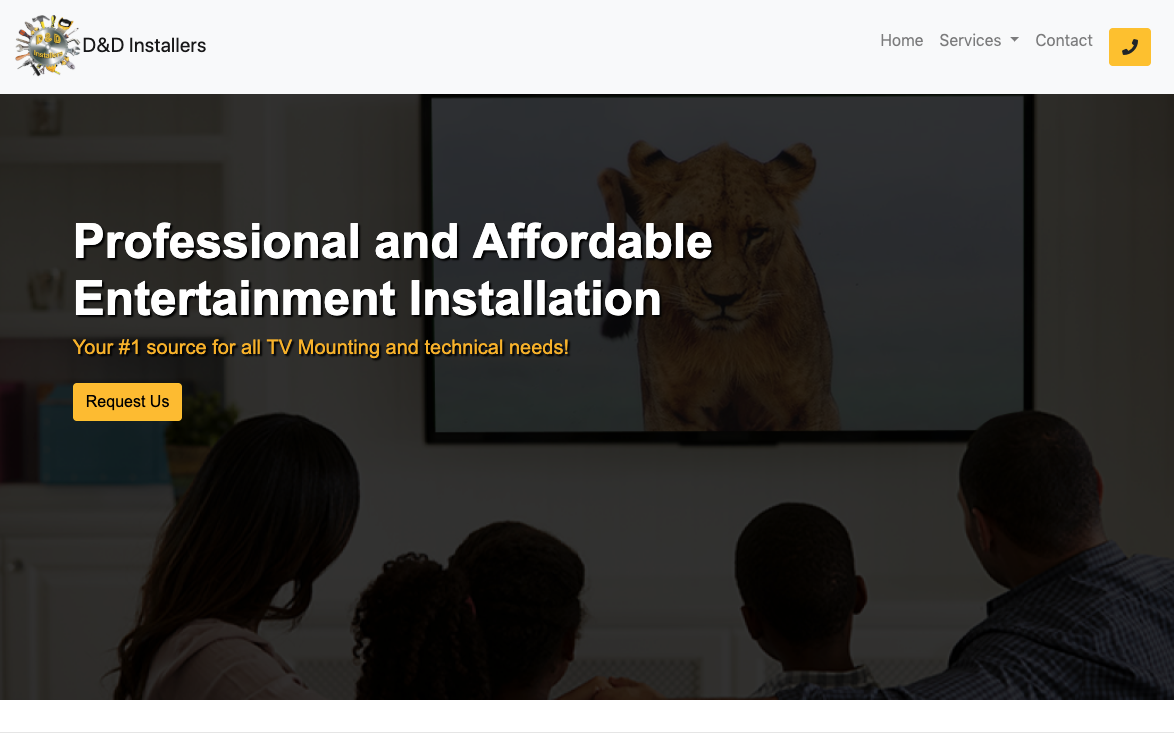 D&D
Installers
D&D Installers
Home
Services
Contact
Professional and Affordable
Entertainment Installation
Your #1 source for all TV Mounting and technical needs!
Request Us